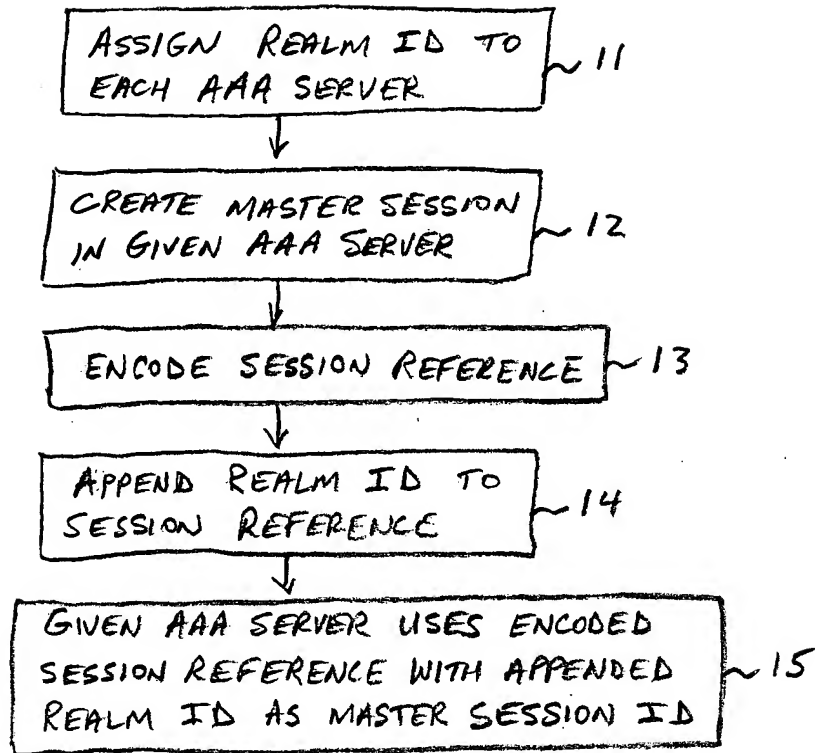 ASSIGN REALM ID TO
EACH AAA SERVER
11
CREATE MASTER SESSION
IN GIVEN AAA SERVER
12
ENCODE SESSION REFERENCE
13
APPEND REALM ID TO
SESSION REFERENCE
14
GIVEN AAA SERVER USES ENCODED
SESSION REFERENCE WITH APPENDED
REALM ID AS MASTER SESSION ID
15